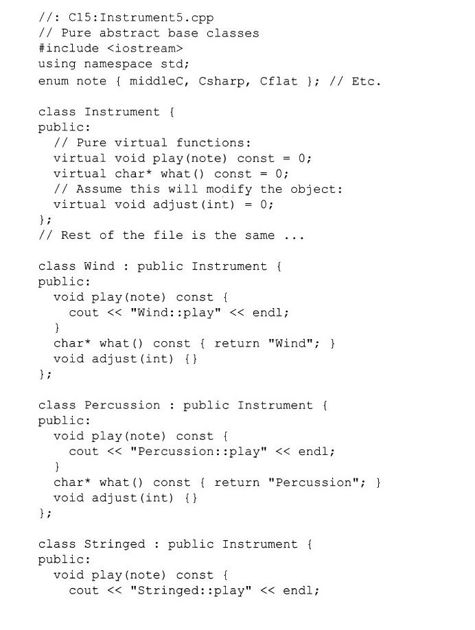 //: C15:Instrument5.cpp
// Pure abstract base classes
#include <iostream>
using namespace std;
enum note { middleC, Csharp, Cflat }; // Etc.

class Instrument {
public:
  // Pure virtual functions:
  virtual void play(note) const = 0;
  virtual char* what() const = 0;
  // Assume this will modify the object:
  virtual void adjust(int) = 0;
};
// Rest of the file is the same ...

class Wind : public Instrument {
public:
  void play(note) const {
    cout << "Wind::play" << endl;
  }
  char* what() const { return "Wind"; }
  void adjust(int) {}
};

class Percussion : public Instrument {
public:
  void play(note) const {
    cout << "Percussion::play" << endl;
  }
  char* what() const { return "Percussion"; }
  void adjust(int) {}
};

class Stringed : public Instrument {
public:
  void play(note) const {
    cout << "Stringed::play" << endl;